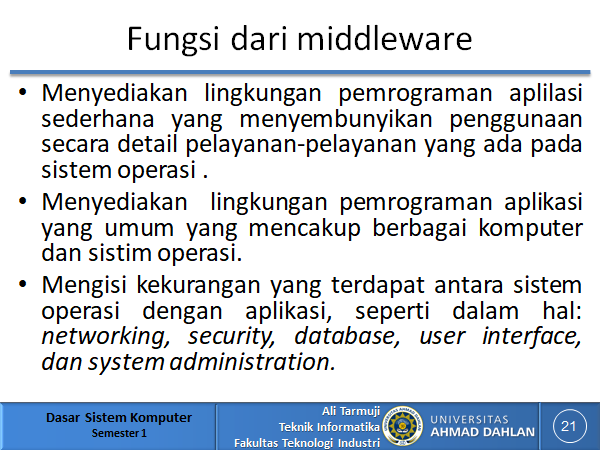 Fungsi dari middleware
• Menyediakan lingkungan pemrograman aplilasi
sederhana yang menyembunyikan penggunaan
secara detail pelayanan-pelayanan yang ada pada
sistem operasi .
• Menyediakan lingkungan pemrograman aplikasi
yang umum yang mencakup berbagai komputer
dan sistim operasi.
• Mengisi kekurangan yang terdapat antara sistem
operasi dengan aplikasi, seperti dalam hal:
networking, security, database, user interface,
dan system administration.
Dasar Sistem Komputer
Semester 1
Ali Tarmuji
Teknik Informatika
Fakultas Teknologi Industri
UNIVERSITAS
AHMAD DAHLAN
21